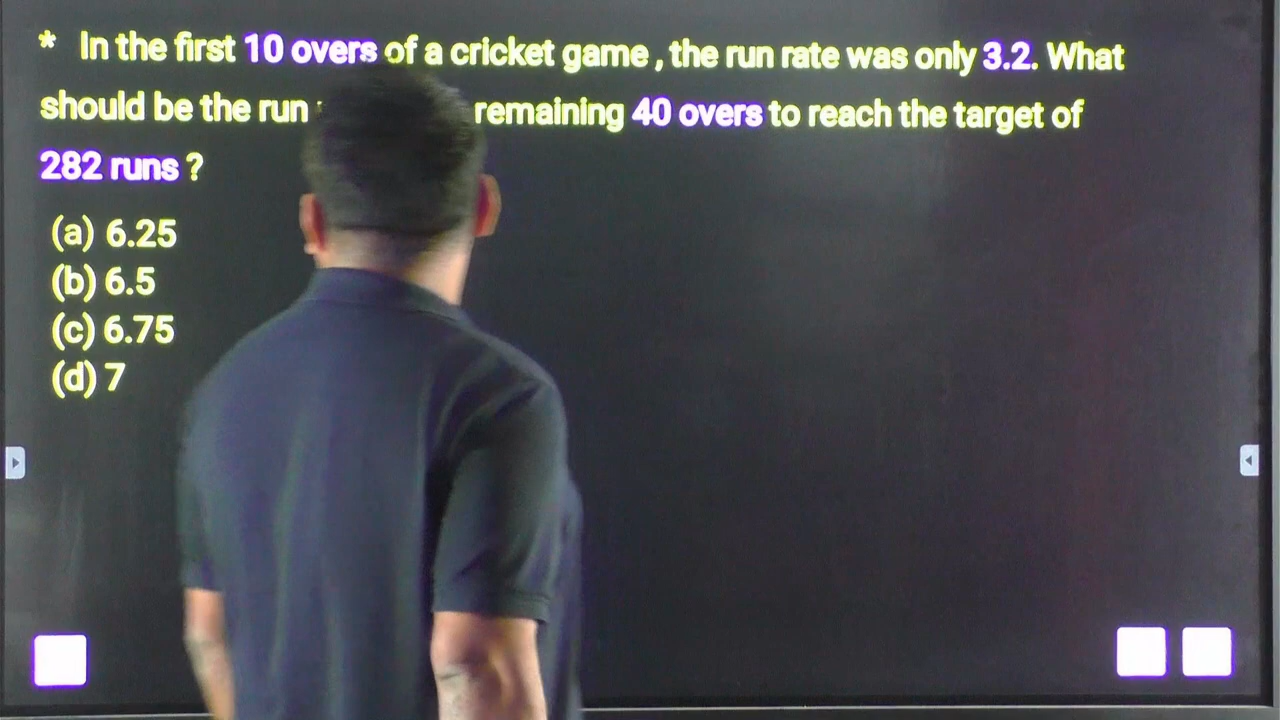 * In the first 10 overs of a cricket game , the run rate was only 3.2. What
should be the run remaining 40 overs to reach the target of
282 runs ?
(a) 6.25
(b) 6.5
(c) 6.75
(d) 7